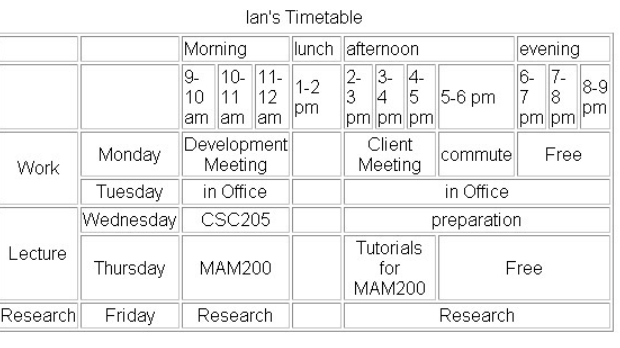 Ian's Timetable
Morning lunch afternoon evening
9-10 am 10-11 am 11-12 am 1-2 pm 2-3 pm 3-4 pm 4-5 pm 5-6 pm 6-7 pm 7-8 pm 8-9 pm
Work Monday Development Meeting Client Meeting commute Free
Tuesday in Office in Office
Lecture Wednesday CSC205 preparation
Thursday MAM200 Tutorials for MAM200 Free
Research Friday Research Research